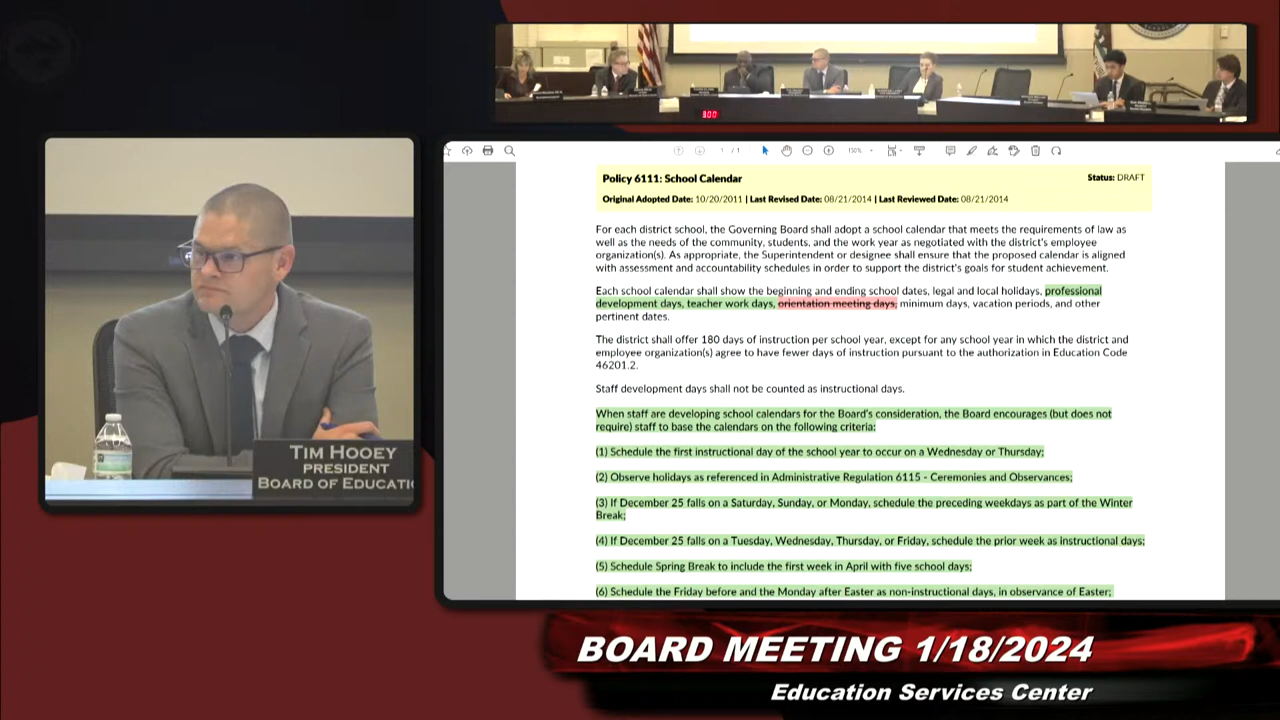 300
1 / 1
150%
Policy 6111: School Calendar
Status: DRAFT
Original Adopted Date: 10/20/2011 | Last Revised Date: 08/21/2014 | Last Reviewed Date: 08/21/2014
For each district school, the Governing Board shall adopt a school calendar that meets the requirements of law as
well as the needs of the community, students, and the work year as negotiated with the district's employee
organization(s). As appropriate, the Superintendent or designee shall ensure that the proposed calendar is aligned
with assessment and accountability schedules in order to support the district's goals for student achievement.
Each school calendar shall show the beginning and ending school dates, legal and local holidays, professional
development days, teacher work days, orientation meeting days, minimum days, vacation periods, and other
pertinent dates.
The district shall offer 180 days of instruction per school year, except for any school year in which the district and
employee organization(s) agree to have fewer days of instruction pursuant to the authorization in Education Code
46201.2.
Staff development days shall not be counted as instructional days.
When staff are developing school calendars for the Board's consideration, the Board encourages (but does not
require) staff to base the calendars on the following criteria:
(1) Schedule the first instructional day of the school year to occur on a Wednesday or Thursday;
(2) Observe holidays as referenced in Administrative Regulation 6115 - Ceremonies and Observances;
(3) If December 25 falls on a Saturday, Sunday, or Monday, schedule the preceding weekdays as part of the Winter
Break;
(4) If December 25 falls on a Tuesday, Wednesday, Thursday, or Friday, schedule the prior week as instructional days;
(5) Schedule Spring Break to include the first week in April with five school days;
(6) Schedule the Friday before and the Monday after Easter as non-instructional days, in observance of Easter;
TIM HOOEY
PRESIDENT
BOARD OF EDUCATI
BOARD MEETING 1/18/2024
Education Services Center